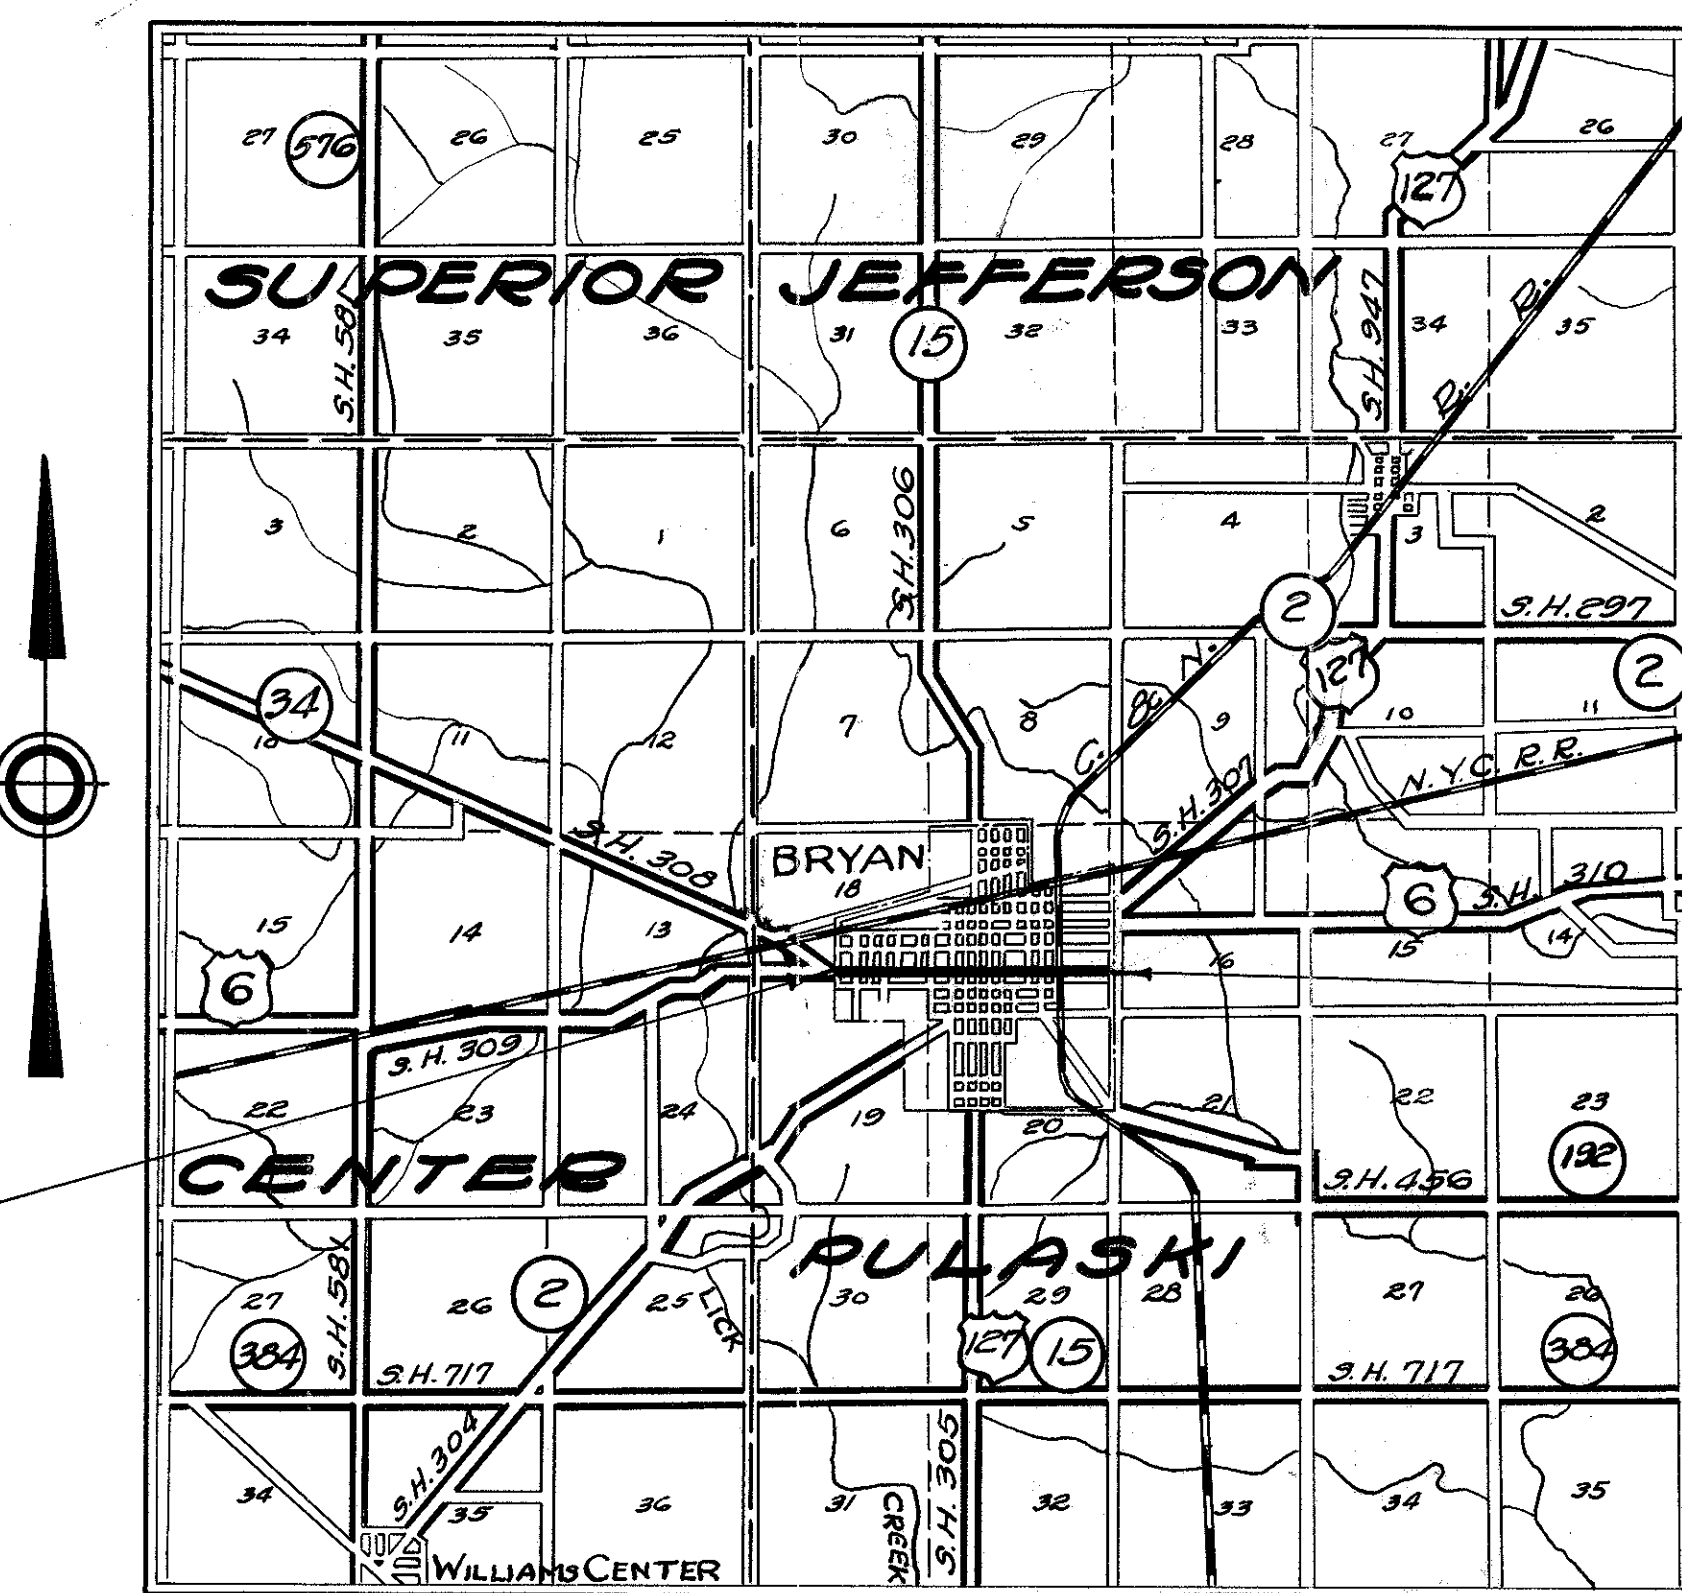 27 576 26 25 30 29 28 27 26
127
SUPERIOR JEFFERSON
34 S.H. 581 35 36 31 15 32 33 S.H. 947 34 R. R. 35
3 2 1 6 S.H. 306 5 4 3 2
2 S.H. 297
127 2
34 10 11 12 7 8 C. & N. 9 10 11
S.H. 307 N.Y.C. R.R.
S.H. 308 BRYAN 18
6 S.H. 310
15 14 13 16 15 14
6
S.H. 309
22 23 24 19 20 21 22 23
CENTER
S.H. 456 192
PULASKI
27 S.H. 581 26 2 25 LICK 30 29 28 27 26
384 S.H. 717 127 15 S.H. 717 384
34 S.H. 304 35 36 31 CREEK S.H. 305 32 33 34 35
WILLIAMS CENTER